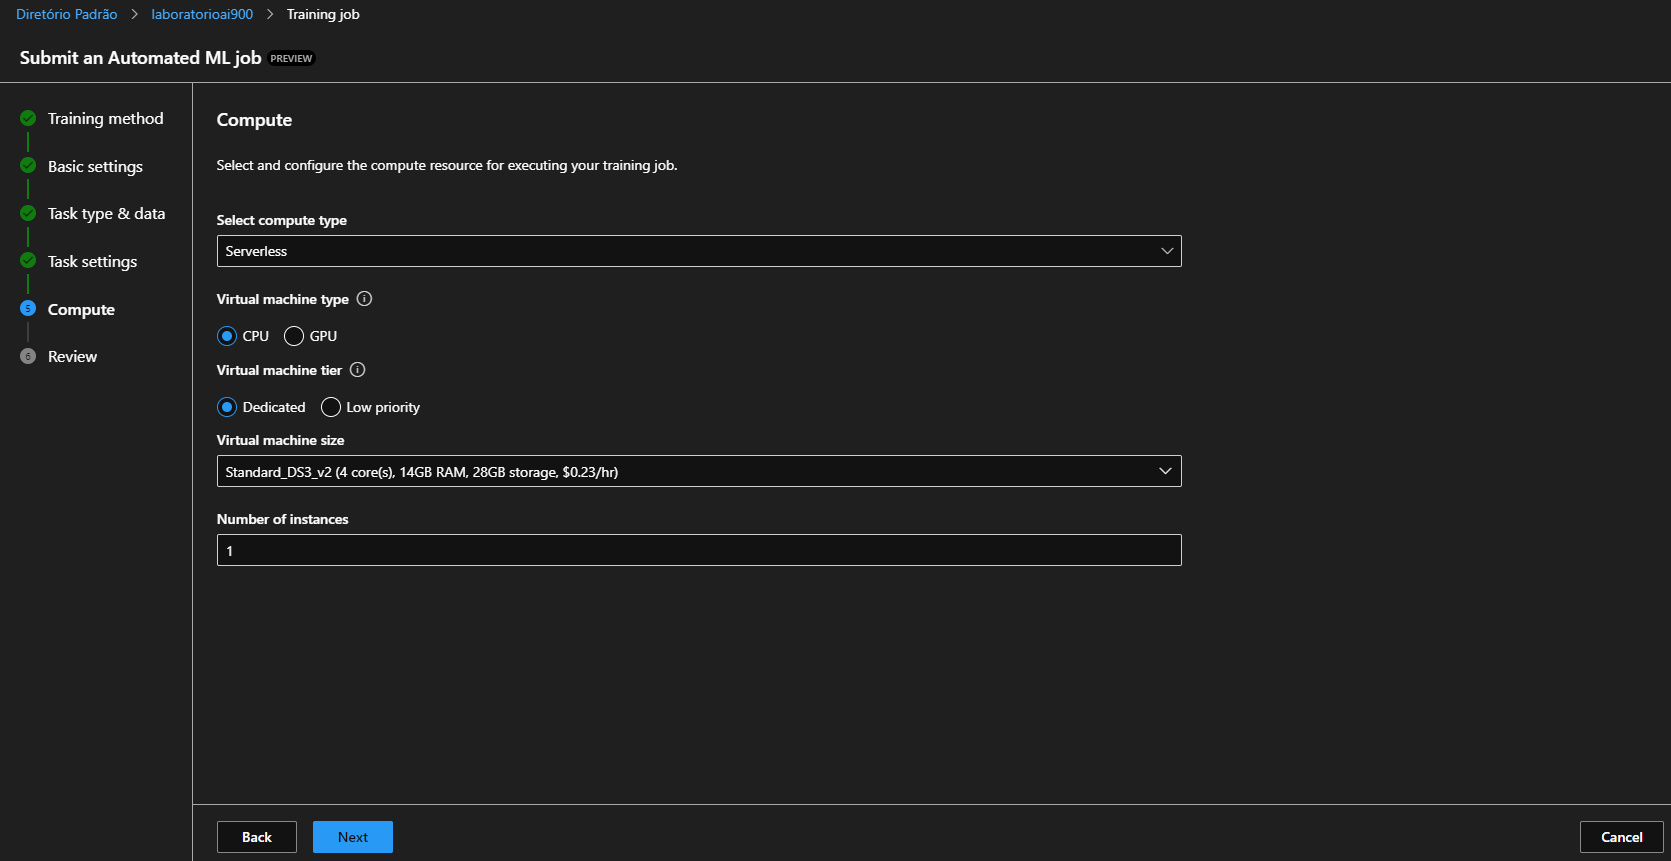 Diretório Padrão > laboratorioai900 > Training job
Submit an Automated ML job PREVIEW
Training method
Basic settings
Task type & data
Task settings
5 Compute
6 Review
Compute
Select and configure the compute resource for executing your training job.
Select compute type
Serverless
Virtual machine type
CPU GPU
Virtual machine tier
Dedicated Low priority
Virtual machine size
Standard_DS3_v2 (4 core(s), 14GB RAM, 28GB storage, $0.23/hr)
Number of instances
1
Back Next Cancel